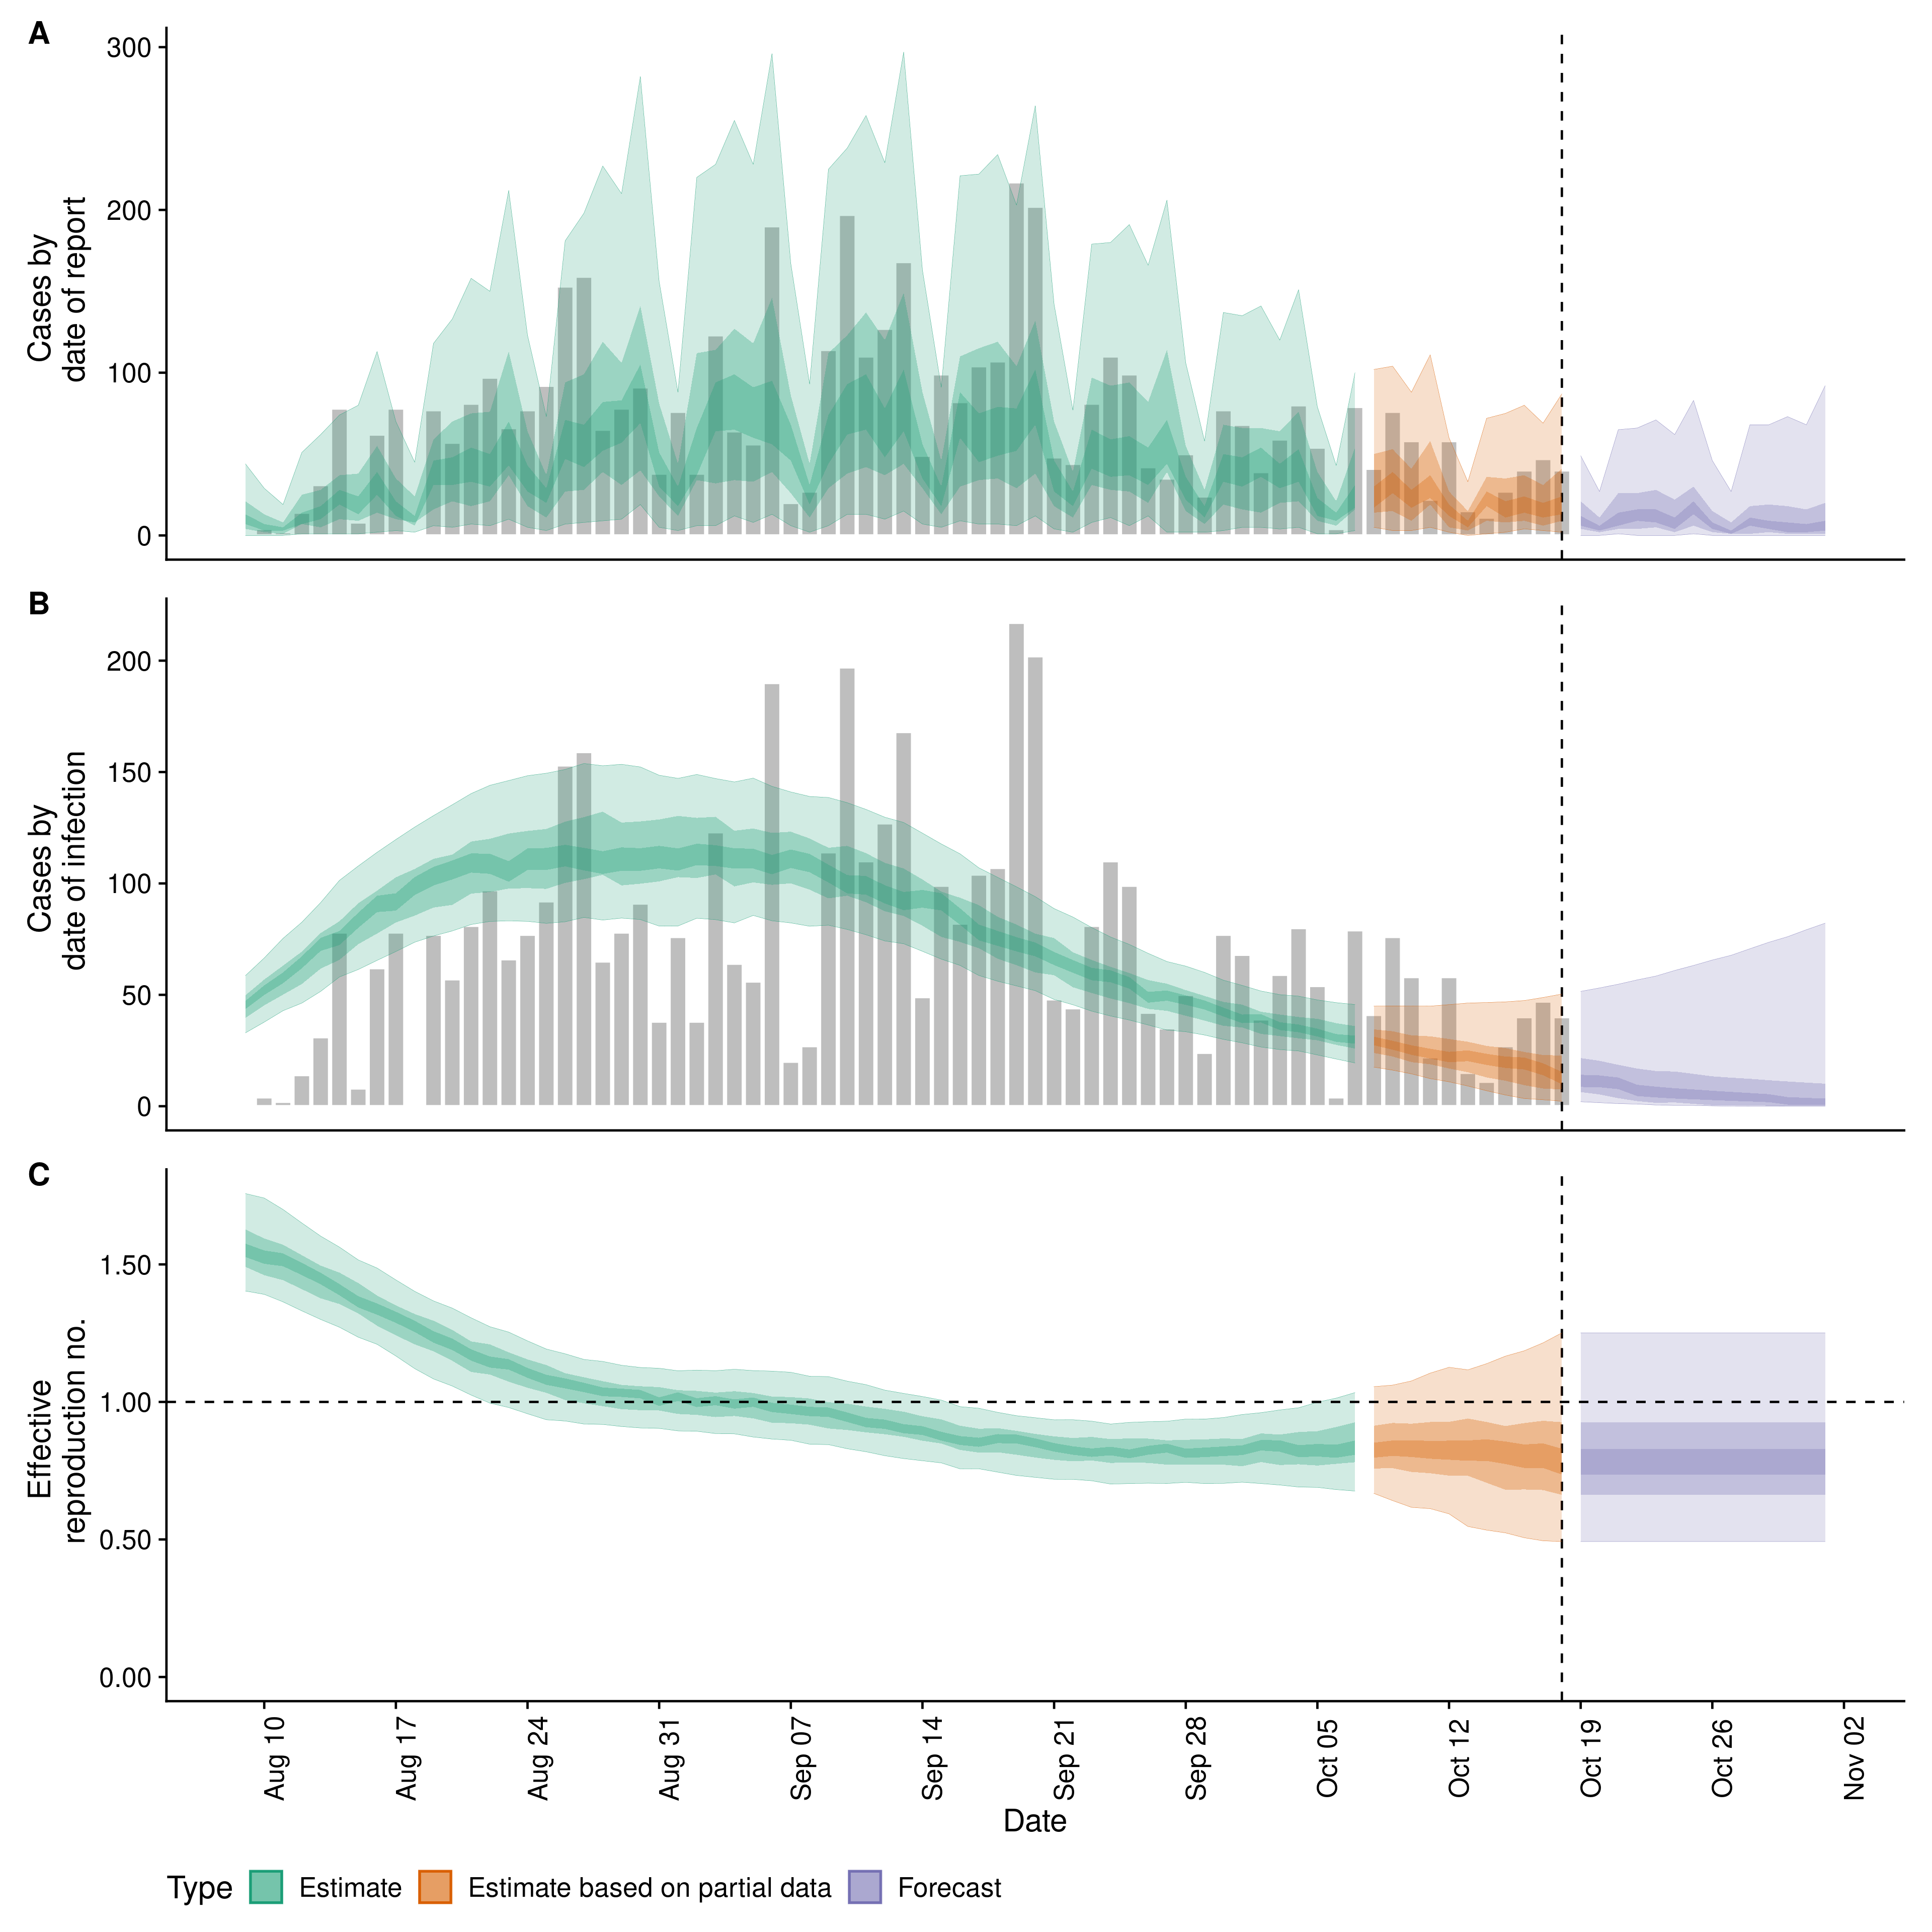 A
Cases by
date of report
300
200
100
0
B
Cases by
date of infection
200
150
100
50
0
C
Effective
reproduction no.
1.50
1.00
0.50
0.00
Aug 10
Aug 17
Aug 24
Aug 31
Sep 07
Sep 14
Sep 21
Sep 28
Oct 05
Oct 12
Oct 19
Oct 26
Nov 02
Date
Type Estimate Estimate based on partial data Forecast